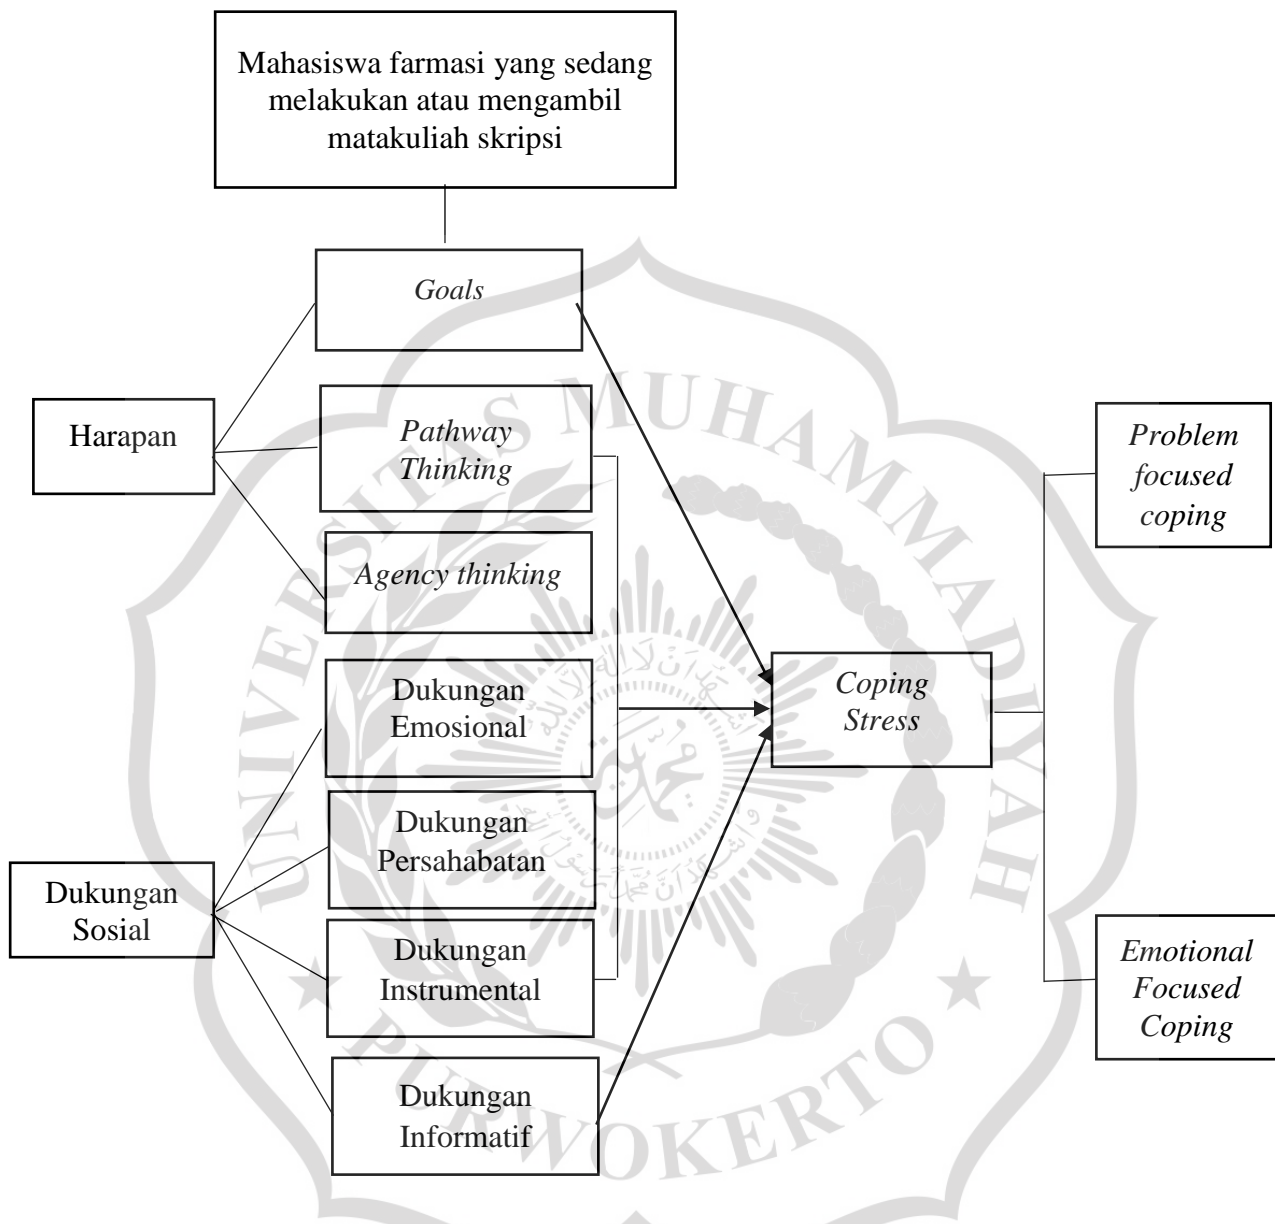 Mahasiswa farmasi yang sedang
melakukan atau mengambil
matakuliah skripsi
Goals
Harapan
Pathway
Thinking
Agency thinking
Dukungan
Emosional
Dukungan
Persahabatan
Dukungan
Sosial
Dukungan
Instrumental
Dukungan
Informatif
Coping
Stress
Problem
focused
coping
Emotional
Focused
Coping
UNIVERSITAS MUHAMMADIYAH
PURWOKERTO